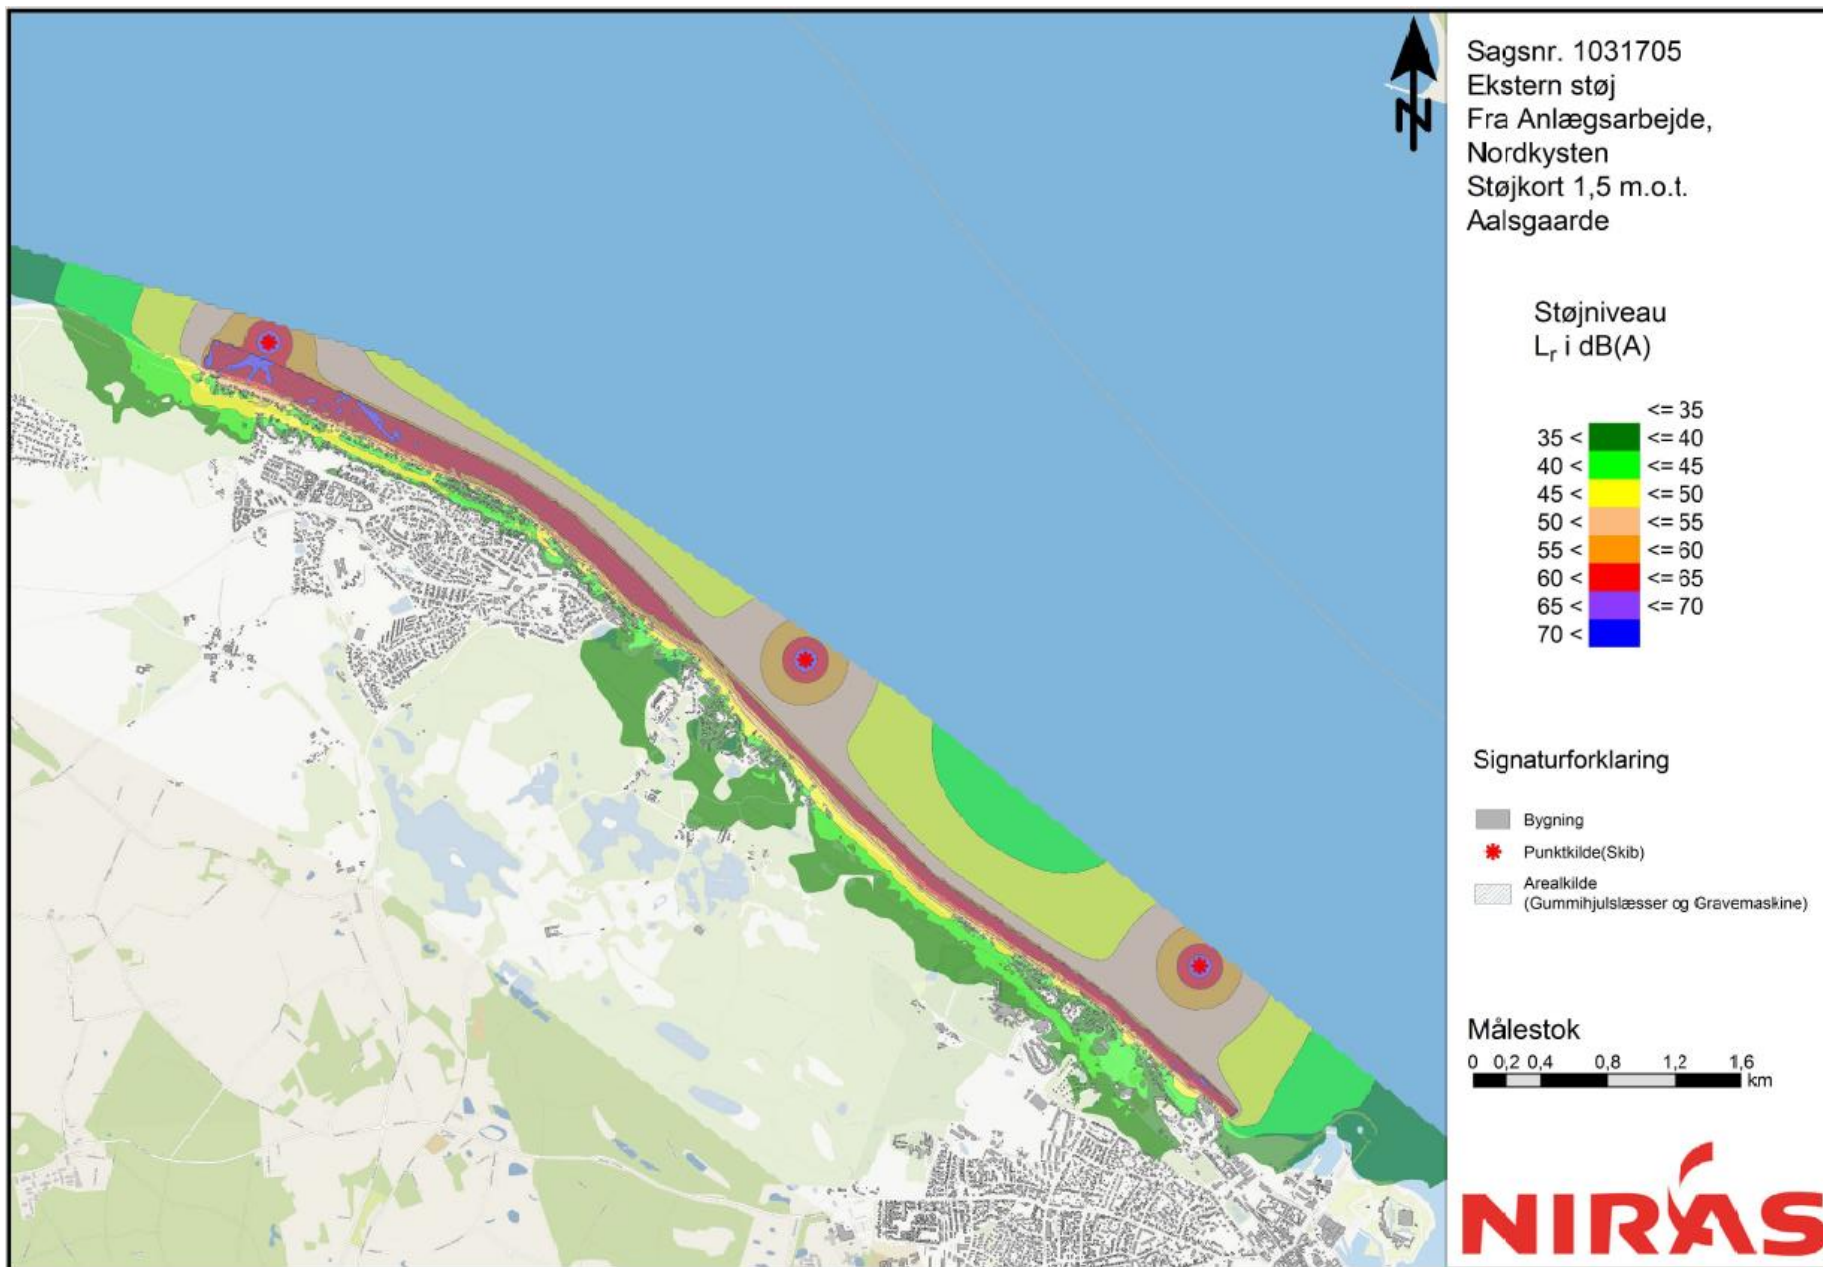 N
Sagsnr. 1031705
Ekstern støj
Fra Anlægsarbejde,
Nordkysten
Støjkort 1,5 m.o.t.
Aalsgaarde
Støjniveau
Lr i dB(A)
<= 35
35 < <= 40
40 < <= 45
45 < <= 50
50 < <= 55
55 < <= 60
60 < <= 65
65 < <= 70
70 <
Signaturforklaring
Bygning
Punktkilde(Skib)
Arealkilde
(Gummihjulslæsser og Gravemaskine)
Målestok
0 0,2 0,4 0,8 1,2 1,6
km
NIRAS